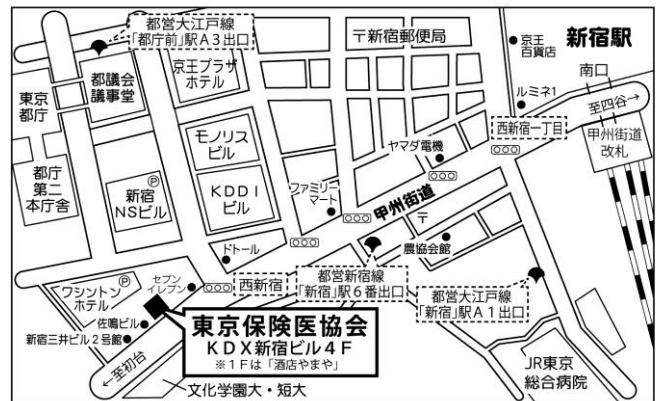 都営大江戸線
「都庁前」駅A3出口
〒新宿郵便局
京王
百貨店
新宿駅
南口
至四谷→
ルミネ1
甲州街道
改札
西新宿一丁目
ヤマダ電機
東京
都庁
都議会
議事堂
京王プラザ
ホテル
モノリス
ビル
KDDI
ビル
都庁
第二
本庁舎
新宿
NSビル
P
ファミリー
マート
甲州街道
〒
農協会館
ドトール
西新宿
都営新宿線
「新宿」駅6番出口
都営大江戸線
「新宿」駅A1出口
ワシントン
ホテル
P
セブン
イレブン
佐鳴ビル
新宿三井ビル2号館
←至初台
東京保険医協会
KDX新宿ビル4F
※1Fは「酒店やまや」
文化学園大・短大
JR東京
総合病院